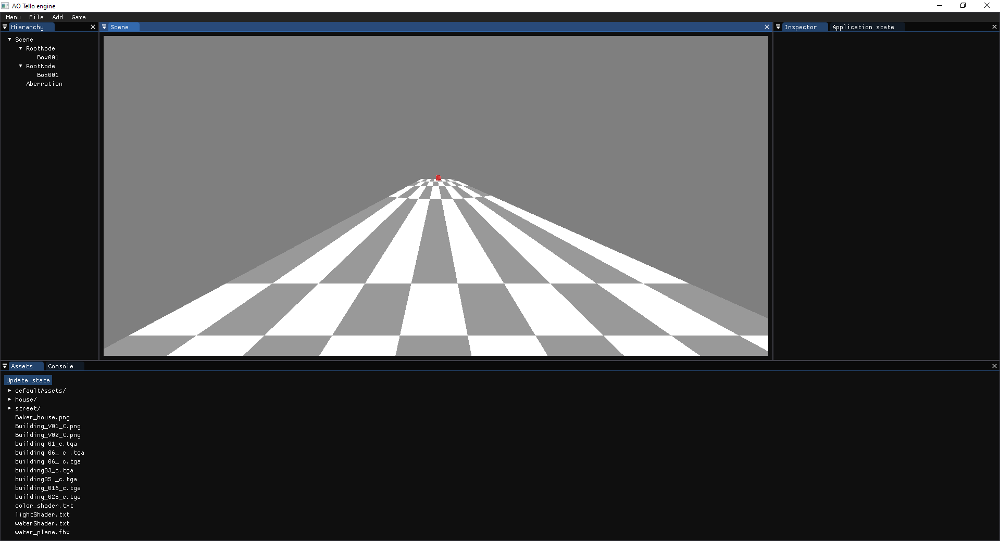 AO Tello engine
Menu File Add Game
Hierarchy
Scene
RootNode
Box001
RootNode
Box001
Aberration
Scene
Inspector Application state
Assets Console
Update state
defaultAssets/
house/
street/
Baker_house.png
Building_V01_C.png
Building_V02_C.png
building 01_c.tga
building 06_ c .tga
building 06_ c.tga
building03_c.tga
building05 _c.tga
building_016_c.tga
building_025_c.tga
color_shader.txt
lightShader.txt
waterShader.txt
water_plane.fbx